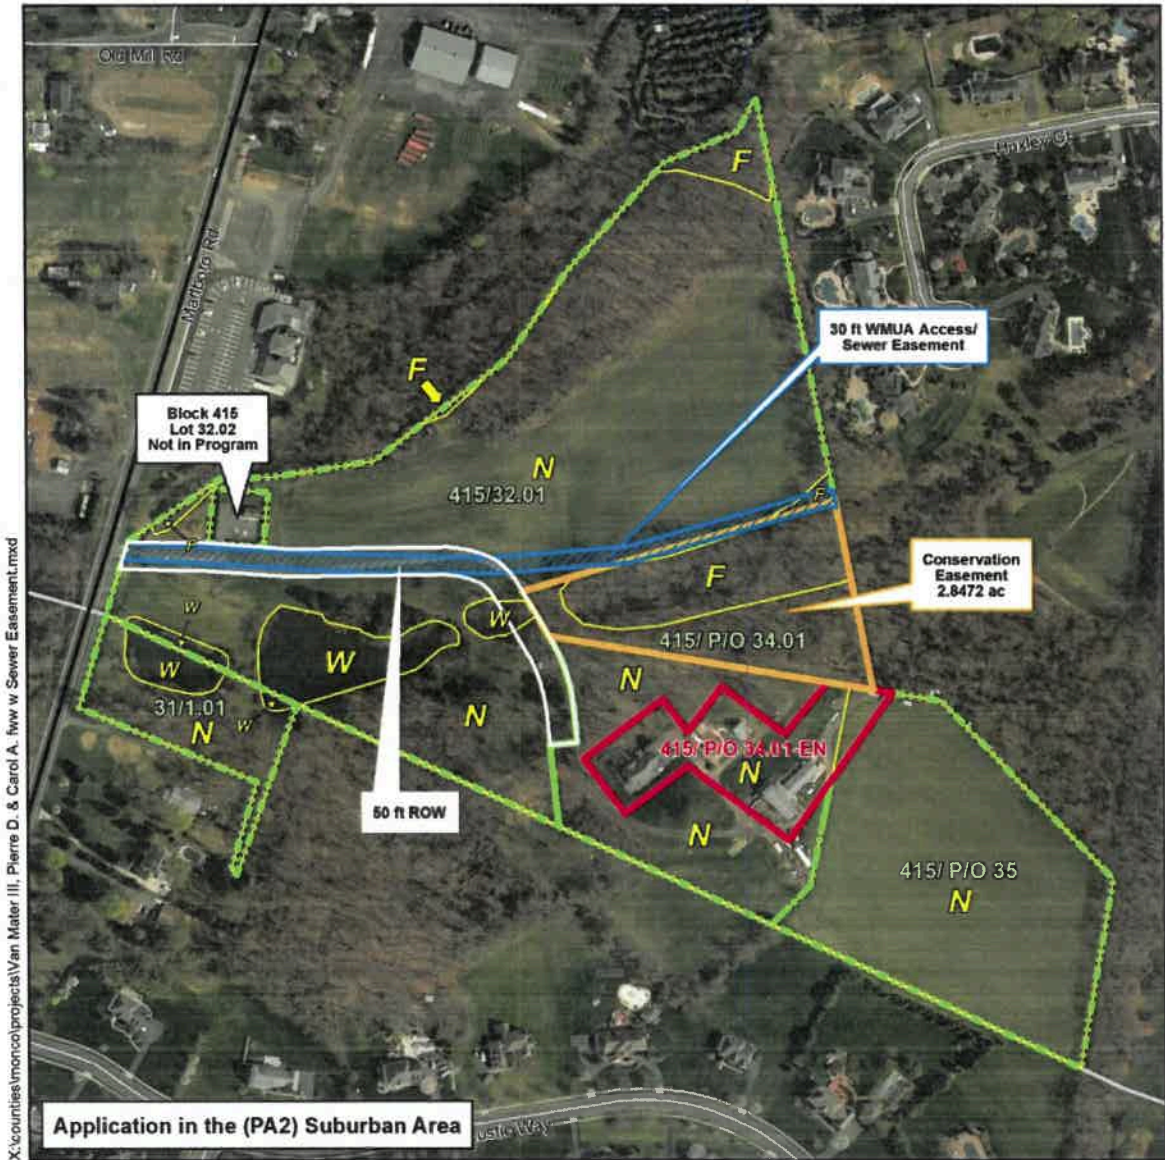 Old Mill Rd
Huxley Ct
F
Marlboro Rd
30 ft WMUA Access/
Sewer Easement
F
Block 415
Lot 32.02
Not in Program
N
415/32.01
F
F
Conservation
Easement
2.8472 ac
F
w
W
W
W
415/ P/O 34.01
31/1.01
N
w
N
N
415/ P/O 34.01-EN
N
50 ft ROW
N
415/ P/O 35
N
Application in the (PA2) Suburban Area
ustic Way
X:\counties\monco\projects\Van Mater III, Pierre D. & Carol A. fww w Sewer Easement.mxd